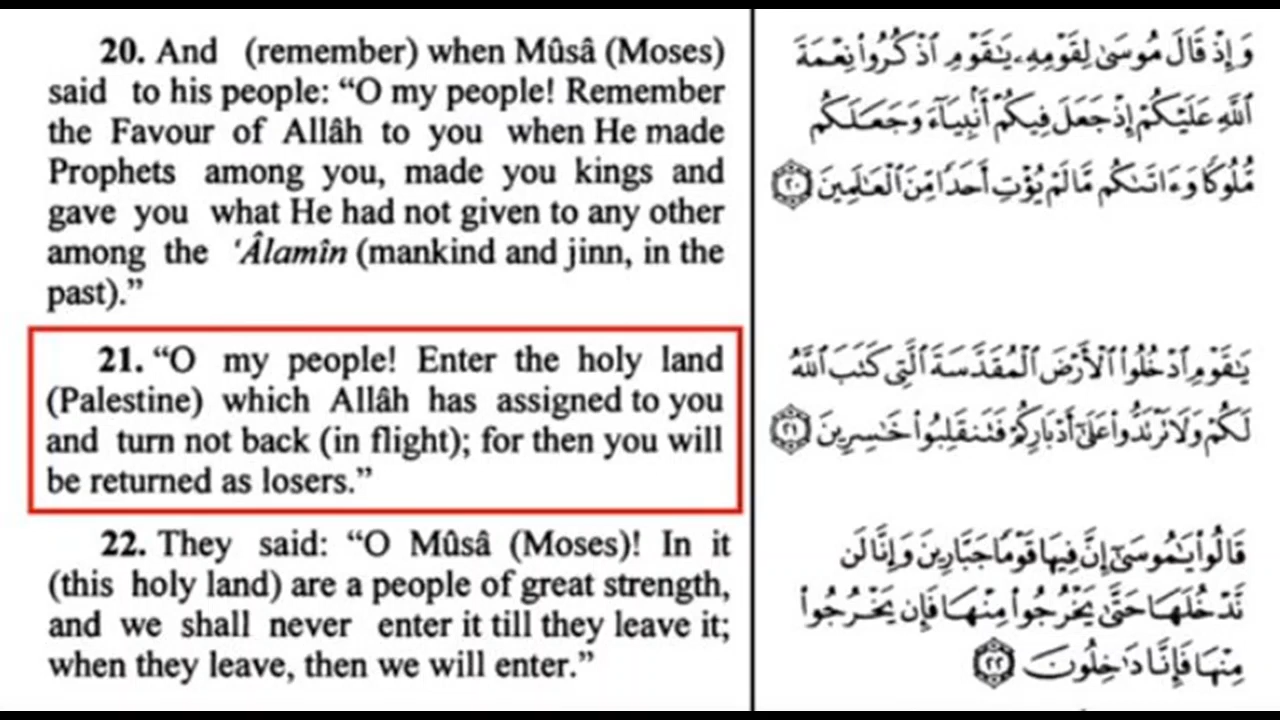 20. And (remember) when Mûsâ (Moses)
said to his people: “O my people! Remember
the Favour of Allâh to you when He made
Prophets among you, made you kings and
gave you what He had not given to any other
among the ‘Âlamîn (mankind and jinn, in the
past).”
21. “O my people! Enter the holy land
(Palestine) which Allâh has assigned to you
and turn not back (in flight); for then you will
be returned as losers.”
22. They said: “O Mûsâ (Moses)! In it
(this holy land) are a people of great strength,
and we shall never enter it till they leave it;
when they leave, then we will enter.”
وَإِذْ قَالَ مُوسَىٰ لِقَوْمِهِۦ يَـٰقَوْمِ ٱذْكُرُوا۟ نِعْمَةَ
ٱللَّهِ عَلَيْكُمْ إِذْ جَعَلَ فِيكُمْ أَنۢبِيَآءَ وَجَعَلَكُم
مُّلُوكًا وَءَاتَىٰكُم مَّا لَمْ يُؤْتِ أَحَدًا مِّنَ ٱلْعَـٰلَمِينَ ٢٠
يَـٰقَوْمِ ٱدْخُلُوا۟ ٱلْأَرْضَ ٱلْمُقَدَّسَةَ ٱلَّتِى كَتَبَ ٱللَّهُ
لَكُمْ وَلَا تَرْتَدُّوا۟ عَلَىٰٓ أَدْبَارِكُمْ فَتَنقَلِبُوا۟ خَـٰسِرِينَ ٢١
قَالُوا۟ يَـٰمُوسَىٰٓ إِنَّ فِيهَا قَوْمًا جَبَّارِينَ وَإِنَّا لَن
نَّدْخُلَهَا حَتَّىٰ يَخْرُجُوا۟ مِنْهَا فَإِن يَخْرُجُوا۟
مِنْهَا فَإِنَّا دَٰخِلُونَ ٢٢